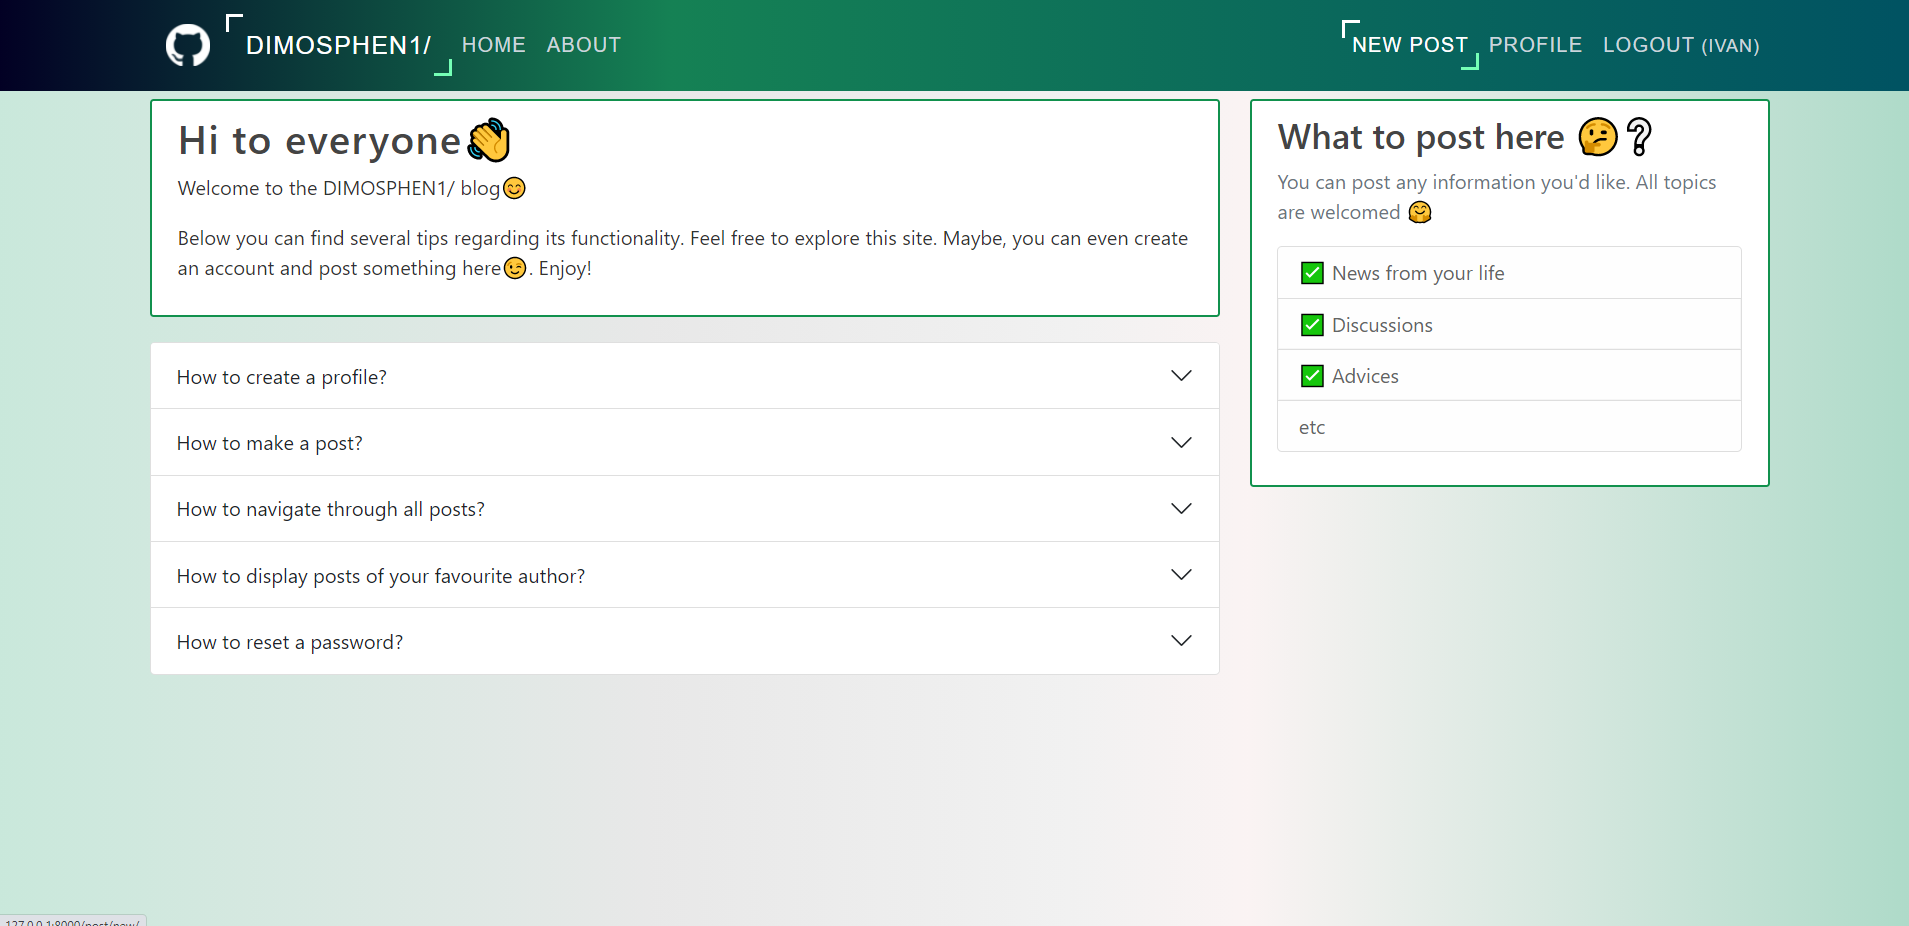 DIMOSPHEN1/ HOME ABOUT NEW POST PROFILE LOGOUT (IVAN)
Hi to everyone👋
Welcome to the DIMOSPHEN1/ blog😊
Below you can find several tips regarding its functionality. Feel free to explore this site. Maybe, you can even create
an account and post something here😉. Enjoy!
How to create a profile?
How to make a post?
How to navigate through all posts?
How to display posts of your favourite author?
How to reset a password?
What to post here 🤔❔
You can post any information you'd like. All topics
are welcomed 🤗
✅ News from your life
✅ Discussions
✅ Advices
etc
127.0.0.1:8000/post/new/